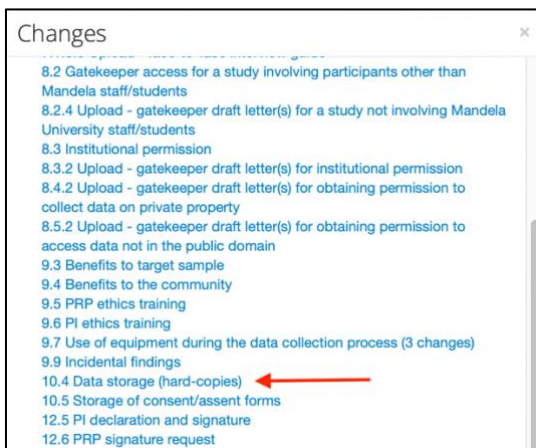 Changes
×
8.2 Gatekeeper access for a study involving participants other than
Mandela staff/students
8.2.4 Upload - gatekeeper draft letter(s) for a study not involving Mandela
University staff/students
8.3 Institutional permission
8.3.2 Upload - gatekeeper draft letter(s) for institutional permission
8.4.2 Upload - gatekeeper draft letter(s) for obtaining permission to
collect data on private property
8.5.2 Upload - gatekeeper draft letter(s) for obtaining permission to
access data not in the public domain
9.3 Benefits to target sample
9.4 Benefits to the community
9.5 PRP ethics training
9.6 PI ethics training
9.7 Use of equipment during the data collection process (3 changes)
9.9 Incidental findings
10.4 Data storage (hard-copies)
10.5 Storage of consent/assent forms
12.5 PI declaration and signature
12.6 PRP signature request